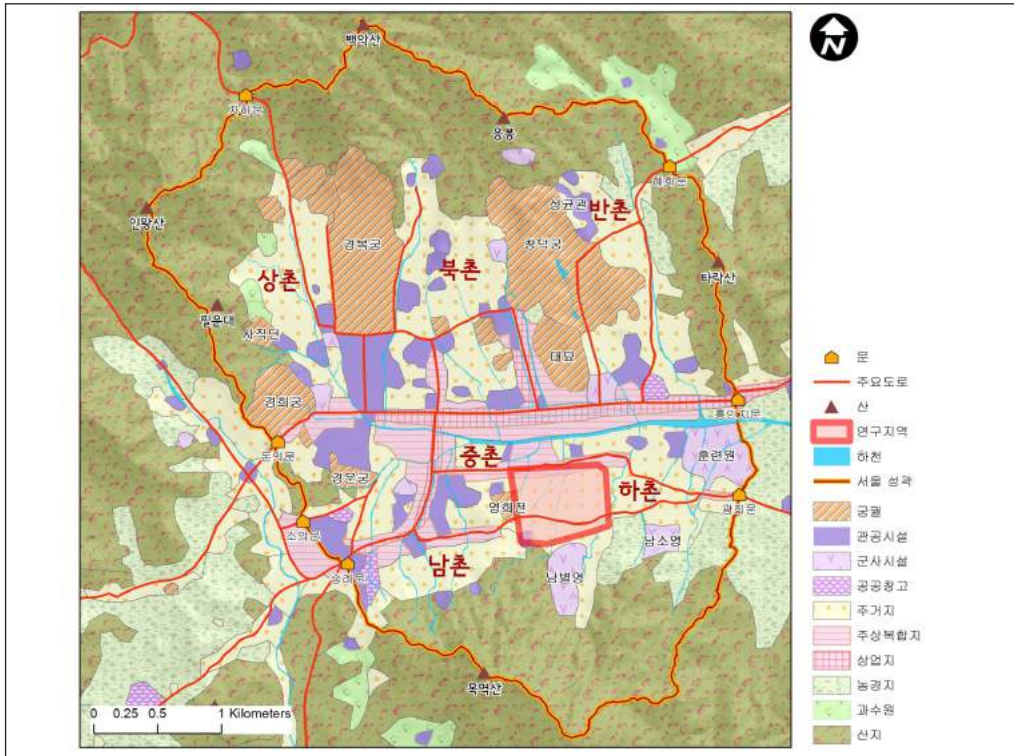 N
백악산
자하문
응봉
혜화문
성균관
반촌
인왕산
경복궁
창덕궁
북촌
상촌
타락산
필운대
사직단
대묘
경희궁
흥인지문
돈의문
중촌
훈련원
경운궁
하촌
영희전
광희문
소의문
남소영
남촌
숭례문
남별영
목멱산
0 0.25 0.5 1 Kilometers
문
주요도로
산
연구지역
하천
서울 성곽
궁궐
관공시설
군사시설
공공창고
주거지
주상복합지
상업지
농경지
과수원
산지